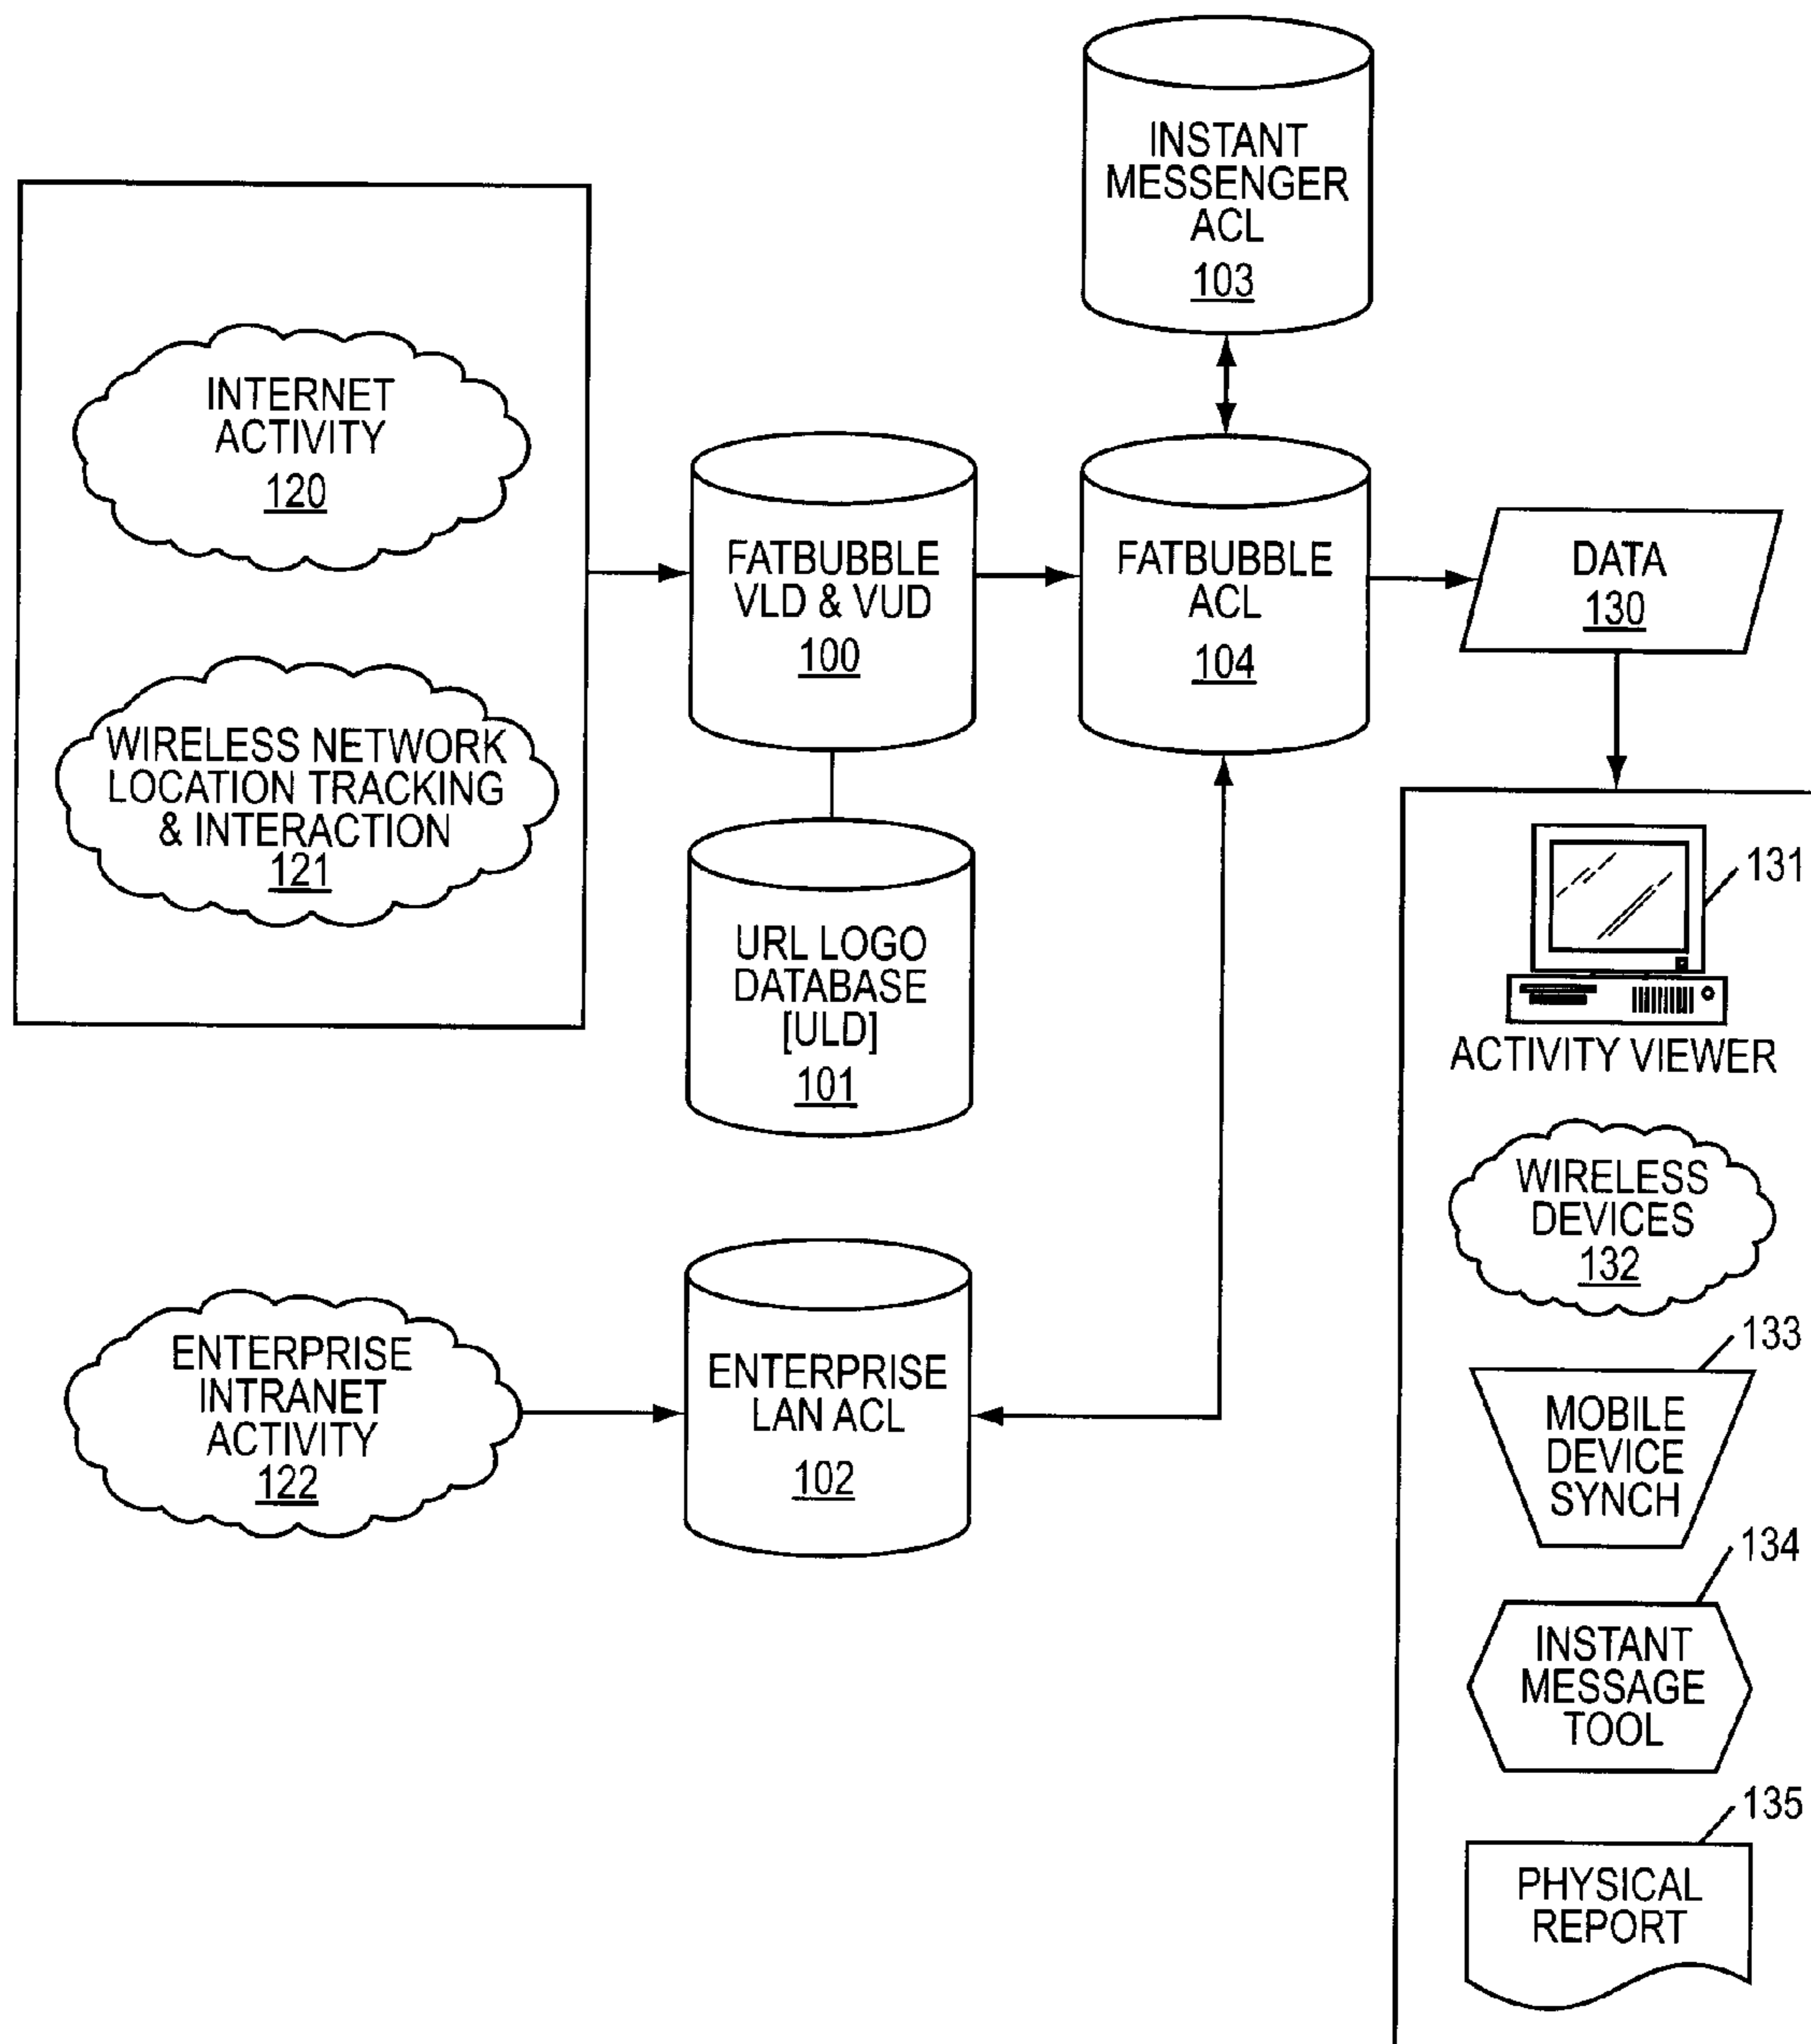 INSTANT
MESSENGER
ACL
103
INTERNET
ACTIVITY
120
WIRELESS NETWORK
LOCATION TRACKING
& INTERACTION
121
FATBUBBLE
VLD & VUD
100
FATBUBBLE
ACL
104
DATA
130
URL LOGO
DATABASE
[ULD]
101
131
ACTIVITY VIEWER
WIRELESS
DEVICES
132
ENTERPRISE
INTRANET
ACTIVITY
122
ENTERPRISE
LAN ACL
102
133
MOBILE
DEVICE
SYNCH
134
INSTANT
MESSAGE
TOOL
135
PHYSICAL
REPORT